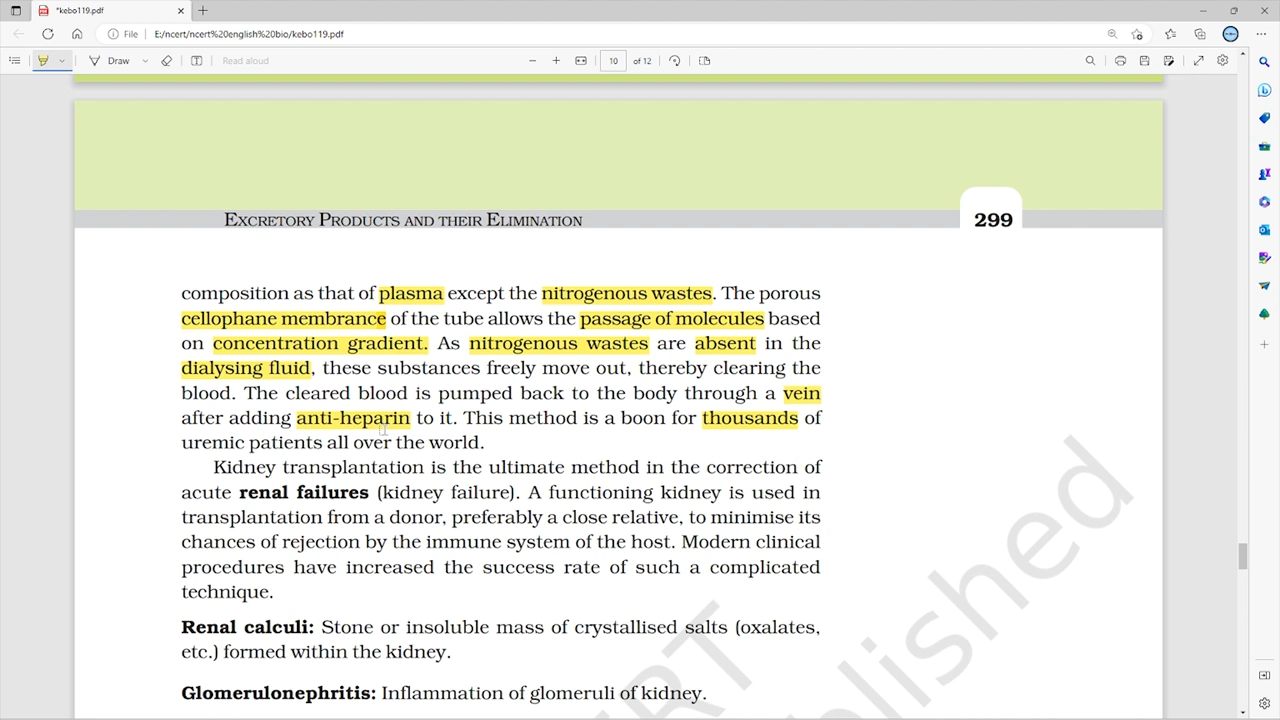 *kebo119.pdf
File E:/ncert/ncert%20english%20bio/kebo119.pdf
Draw Read aloud 10 of 12
EXCRETORY PRODUCTS AND THEIR ELIMINATION 299
composition as that of plasma except the nitrogenous wastes. The porous
cellophane membrance of the tube allows the passage of molecules based
on concentration gradient. As nitrogenous wastes are absent in the
dialysing fluid, these substances freely move out, thereby clearing the
blood. The cleared blood is pumped back to the body through a vein
after adding anti-heparin to it. This method is a boon for thousands of
uremic patients all over the world.
Kidney transplantation is the ultimate method in the correction of
acute renal failures (kidney failure). A functioning kidney is used in
transplantation from a donor, preferably a close relative, to minimise its
chances of rejection by the immune system of the host. Modern clinical
procedures have increased the success rate of such a complicated
technique.
Renal calculi: Stone or insoluble mass of crystallised salts (oxalates,
etc.) formed within the kidney.
Glomerulonephritis: Inflammation of glomeruli of kidney.